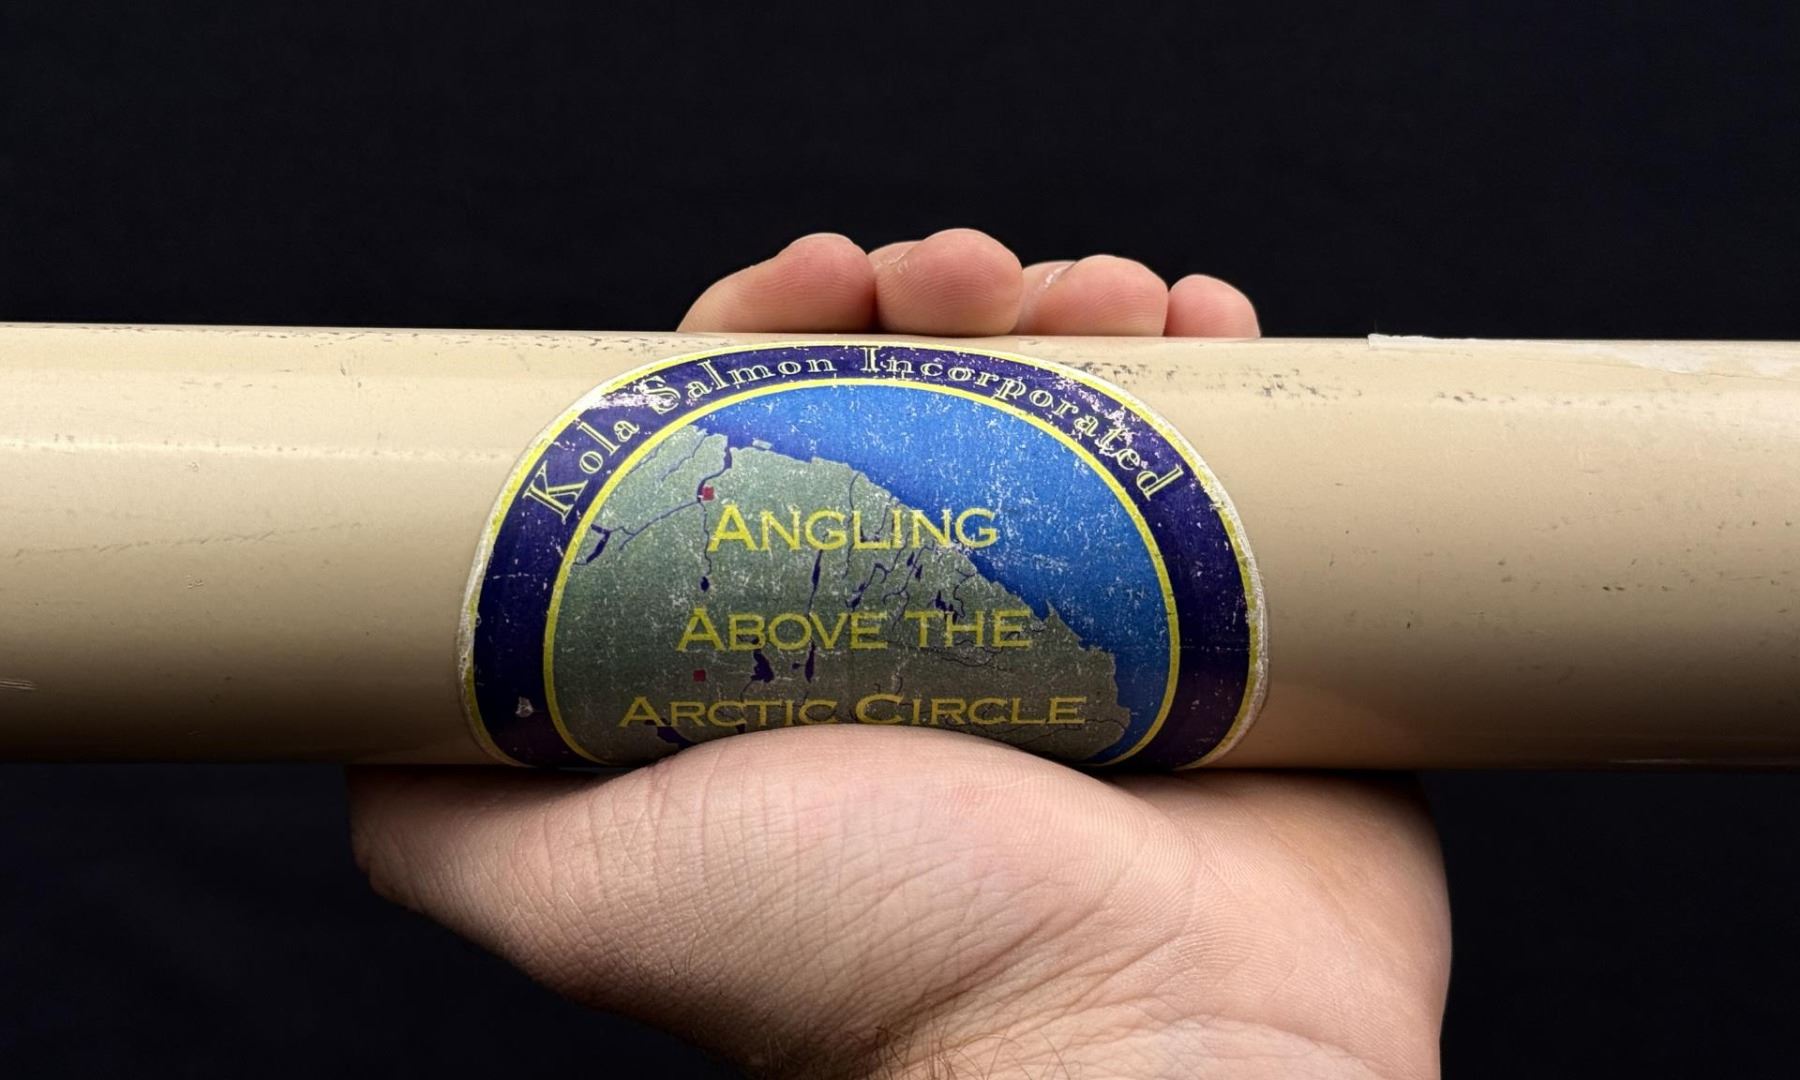 Kola Salmon Incorporated
ANGLING
ABOVE THE
ARCTIC CIRCLE